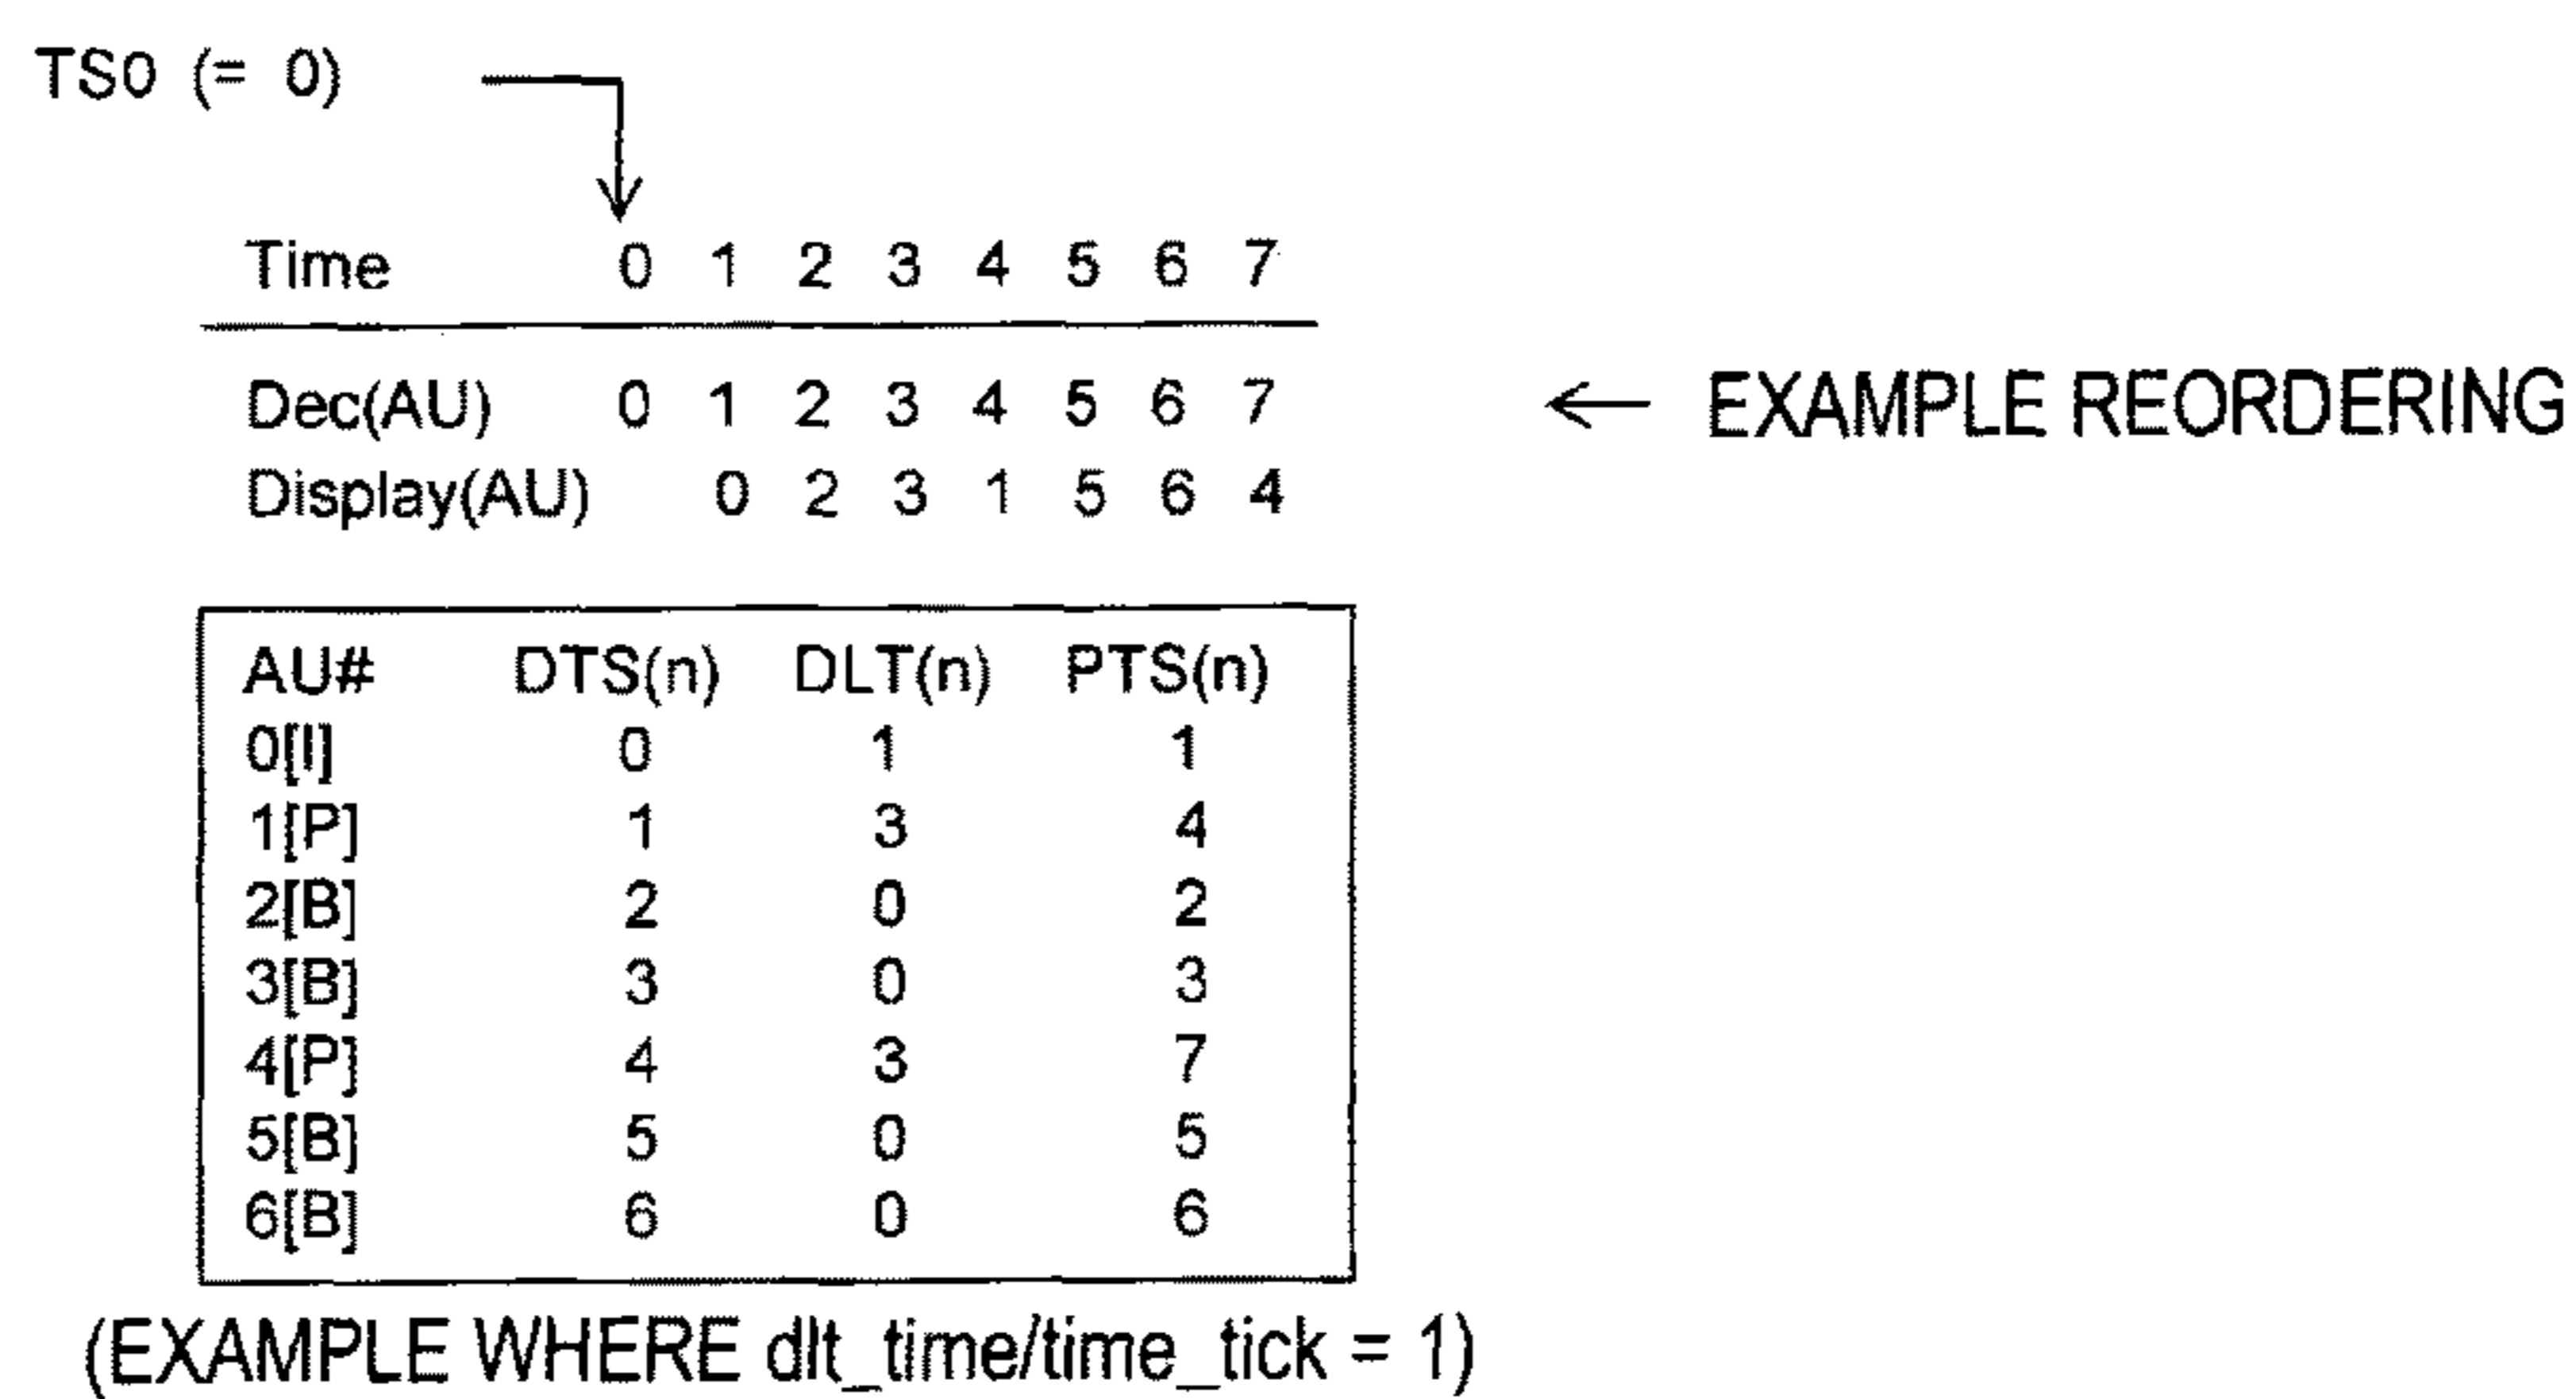 TS0 (= 0)
Time 0 1 2 3 4 5 6 7
Dec(AU) 0 1 2 3 4 5 6 7 ← EXAMPLE REORDERING
Display(AU) 0 2 3 1 5 6 4
AU# DTS(n) DLT(n) PTS(n)
0[I] 0 1 1
1[P] 1 3 4
2[B] 2 0 2
3[B] 3 0 3
4[P] 4 3 7
5[B] 5 0 5
6[B] 6 0 6
(EXAMPLE WHERE dlt_time/time_tick = 1)